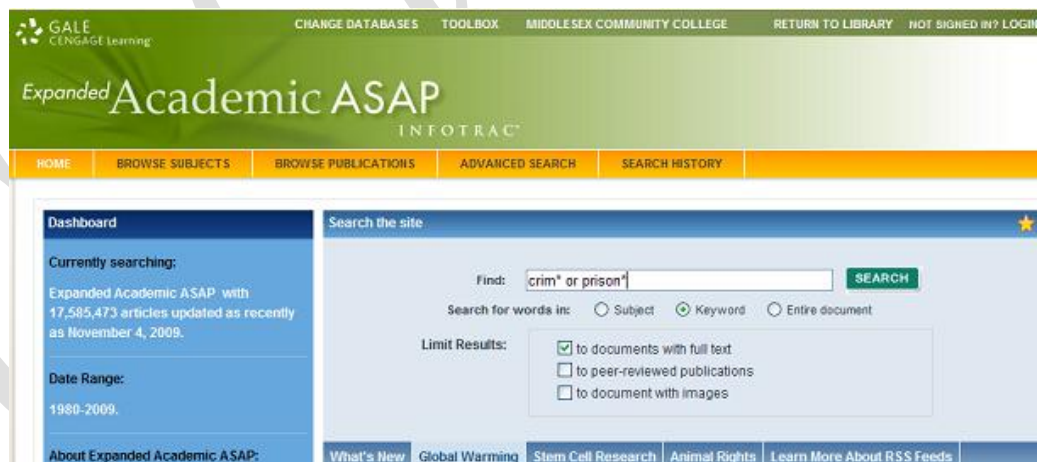 GALE
CENGAGE Learning
CHANGE DATABASES TOOLBOX MIDDLESEX COMMUNITY COLLEGE RETURN TO LIBRARY NOT SIGNED IN? LOGIN
Expanded Academic ASAP
INFOTRAC
HOME BROWSE SUBJECTS BROWSE PUBLICATIONS ADVANCED SEARCH SEARCH HISTORY
Dashboard
Currently searching:
Expanded Academic ASAP with
17,585,473 articles updated as recently
as November 4, 2009.
Date Range:
1980-2009.
About Expanded Academic ASAP:
Search the site
Find: crim* or prison* SEARCH
Search for words in: Subject Keyword Entire document
Limit Results: to documents with full text
to peer-reviewed publications
to document with images
What's New Global Warming Stem Cell Research Animal Rights Learn More About RSS Feeds